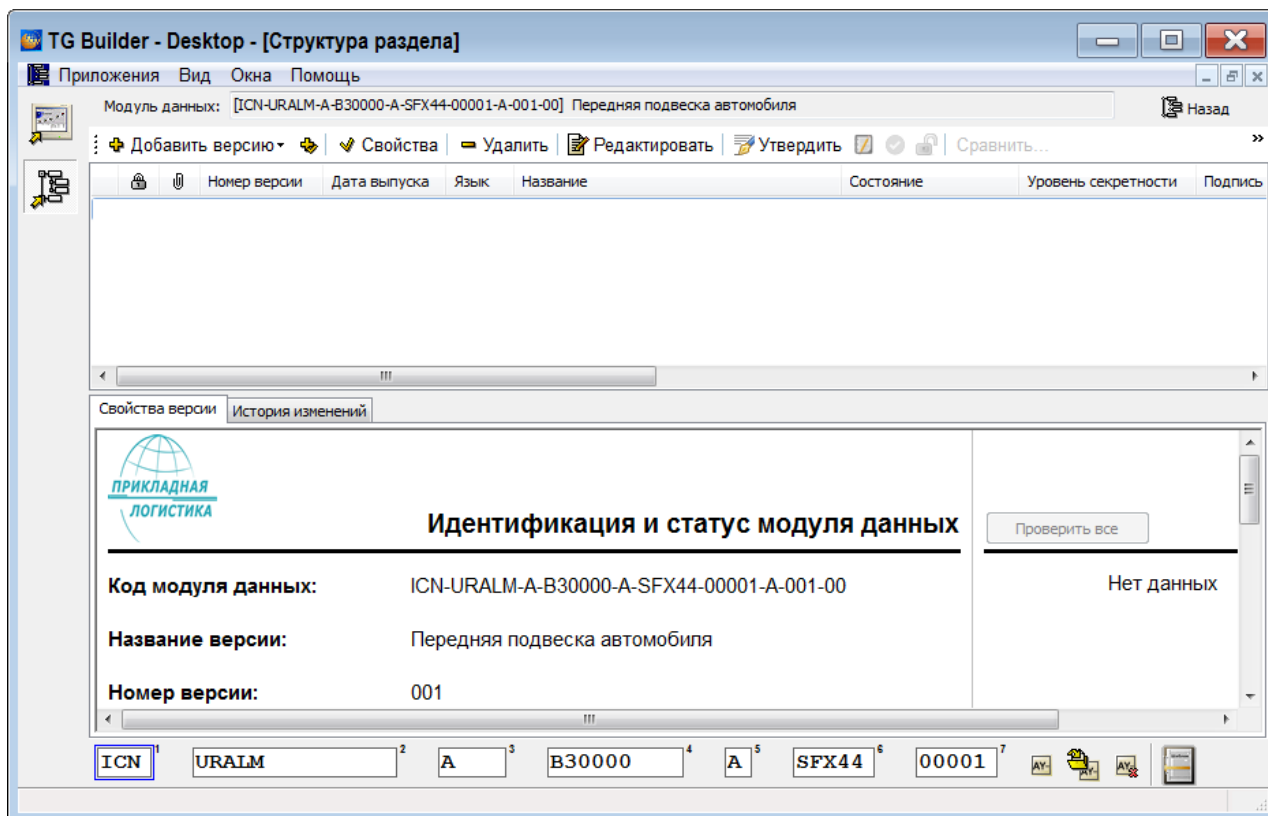 TG Builder - Desktop - [Структура раздела]
Приложения Вид Окна Помощь
Модуль данных: [ICN-URALM-A-B30000-A-SFX44-00001-A-001-00] Передняя подвеска автомобиля Назад
Добавить версию Свойства Удалить Редактировать Утвердить Сравнить... »
Номер версии Дата выпуска Язык Название Состояние Уровень секретности Подпись
Свойства версии История изменений
ПРИКЛАДНАЯ
ЛОГИСТИКА
Идентификация и статус модуля данных Проверить все
Код модуля данных: ICN-URALM-A-B30000-A-SFX44-00001-A-001-00 Нет данных
Название версии: Передняя подвеска автомобиля
Номер версии: 001
ICN 1 URALM 2 A 3 B30000 4 A 5 SFX44 6 00001 7 AY- AY- AY-